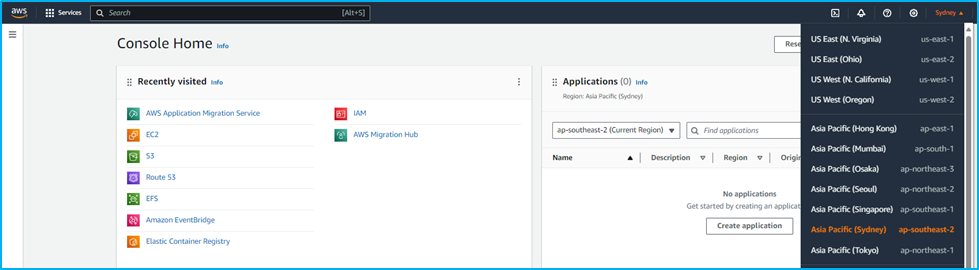 aws
Services
Search
[Alt+S]
Sydney
Console Home Info
Rese
Recently visited Info
AWS Application Migration Service
EC2
S3
Route 53
EFS
Amazon EventBridge
Elastic Container Registry
IAM
AWS Migration Hub
Applications (0) Info
Region: Asia Pacific (Sydney)
ap-southeast-2 (Current Region)
Find applications
Name Description Region Origin
No applications
Get started by creating an applicat
Create application
US East (N. Virginia) us-east-1
US East (Ohio) us-east-2
US West (N. California) us-west-1
US West (Oregon) us-west-2
Asia Pacific (Hong Kong) ap-east-1
Asia Pacific (Mumbai) ap-south-1
Asia Pacific (Osaka) ap-northeast-3
Asia Pacific (Seoul) ap-northeast-2
Asia Pacific (Singapore) ap-southeast-1
Asia Pacific (Sydney) ap-southeast-2
Asia Pacific (Tokyo) ap-northeast-1